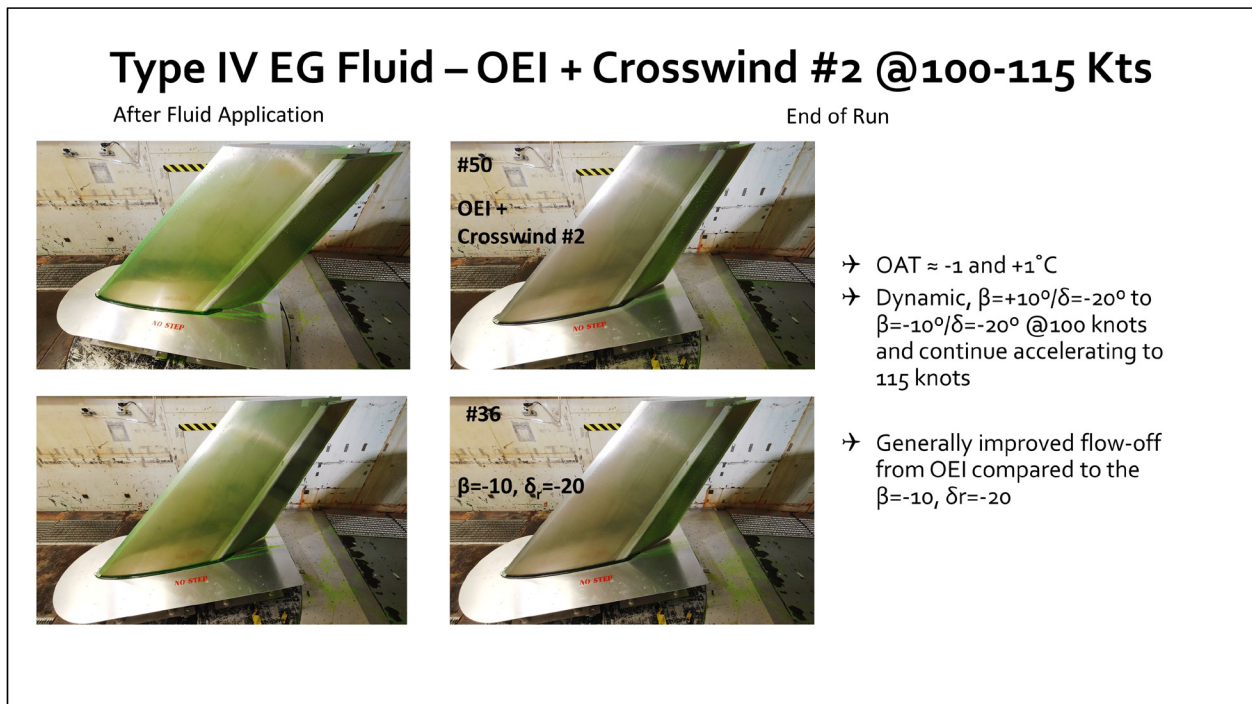 Type IV EG Fluid – OEI + Crosswind #2 @100-115 Kts
After Fluid Application
End of Run
#50
OEI +
Crosswind #2
NO STEP
NO STEP
✈ OAT ≈ -1 and +1˚C
✈ Dynamic, β=+10º/δ=-20º to
β=-10º/δ=-20º @100 knots
and continue accelerating to
115 knots
#36
β=-10, δr=-20
NO STEP
NO STEP
✈ Generally improved flow-off
from OEI compared to the
β=-10, δr=-20